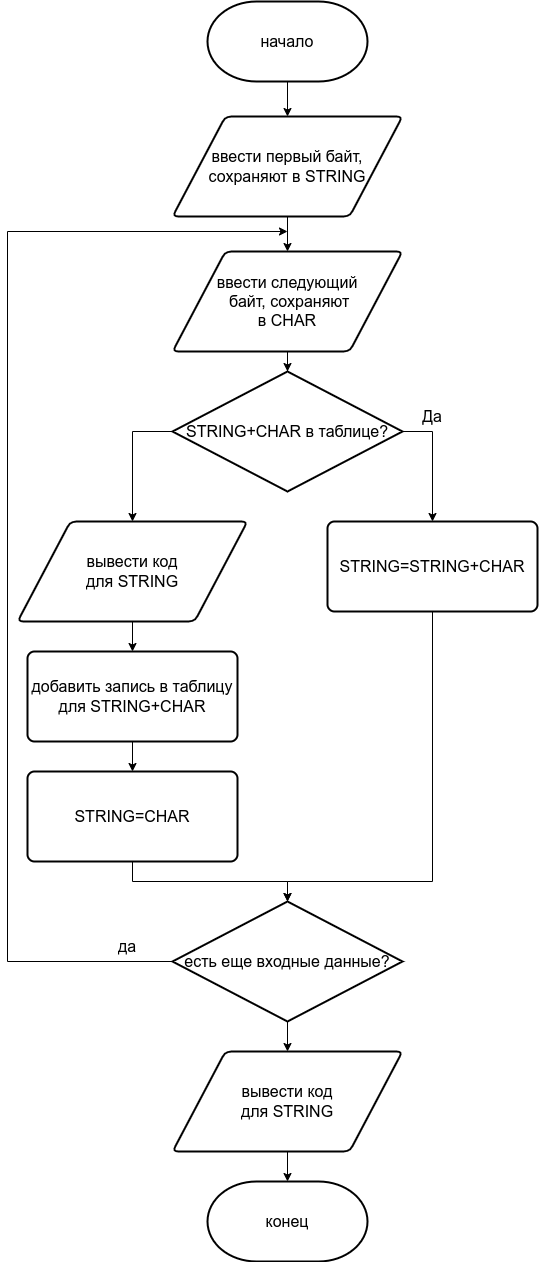 начало
ввести первый байт,
сохраняют в STRING
ввести следующий
байт, сохраняют
в CHAR
STRING+CHAR в таблице?
Да
вывести код
для STRING
STRING=STRING+CHAR
добавить запись в таблицу
для STRING+CHAR
STRING=CHAR
да
есть еще входные данные?
вывести код
для STRING
конец